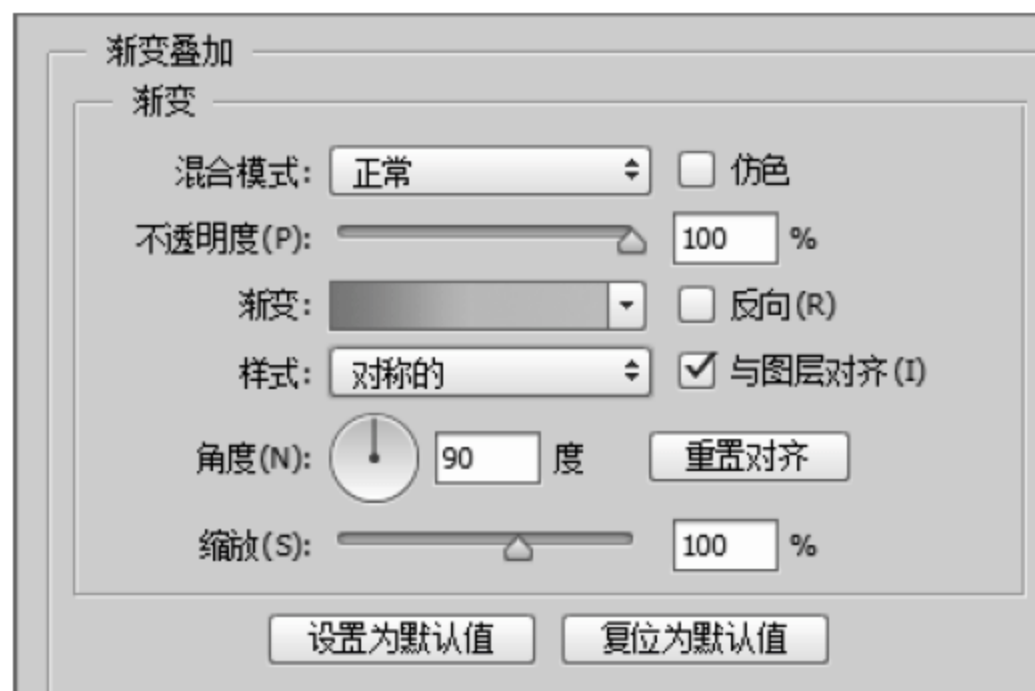 渐变叠加
渐变
混合模式: 正常 仿色
不透明度(P): 100 %
渐变: 反向(R)
样式: 对称的 与图层对齐(I)
角度(N): 90 度 重置对齐
缩放(S): 100 %
设置为默认值 复位为默认值